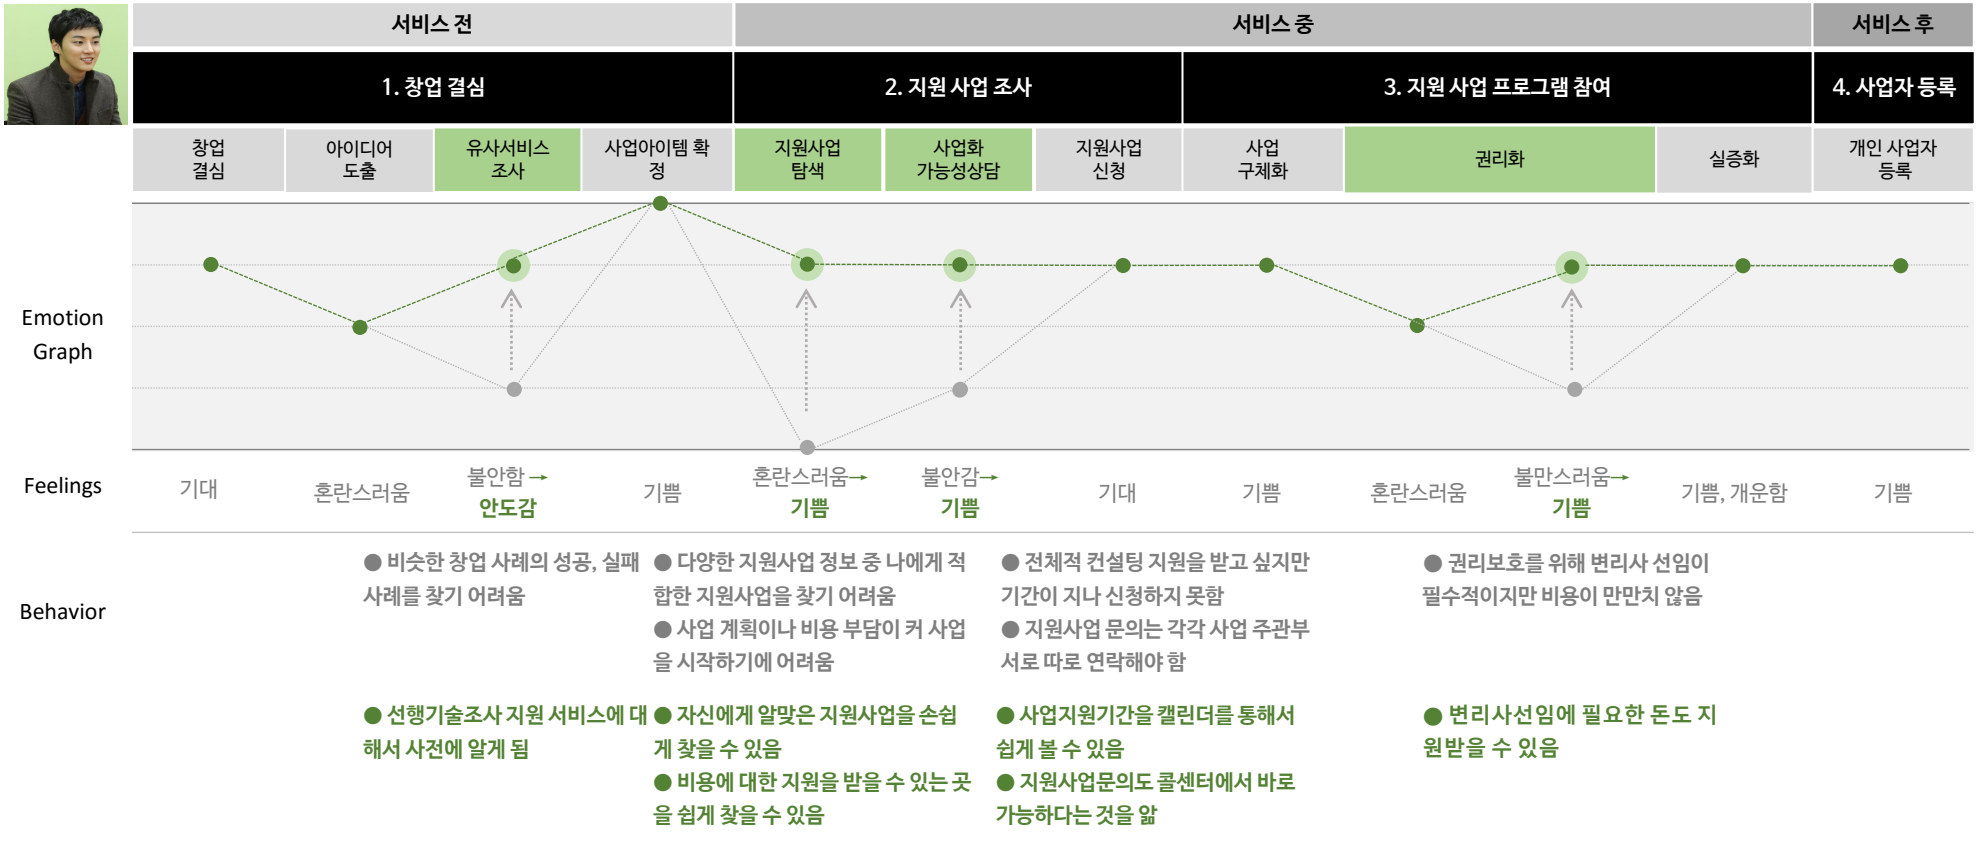 서비스 전
서비스 중
서비스 후
1. 창업 결심
2. 지원 사업 조사
3. 지원 사업 프로그램 참여
4. 사업자 등록
창업
결심
아이디어
도출
유사서비스
조사
사업아이템 확
정
지원사업
탐색
사업화
가능성상담
지원사업
신청
사업
구체화
권리화
실증화
개인 사업자
등록
Emotion
Graph
Feelings
기대
혼란스러움
불안함→
안도감
기쁨
혼란스러움→
기쁨
불안감→
기쁨
기대
기쁨
혼란스러움
불만스러움→
기쁨
기쁨, 개운함
기쁨
Behavior
● 비슷한 창업 사례의 성공, 실패
사례를 찾기 어려움
● 다양한 지원사업 정보 중 나에게 적
합한 지원사업을 찾기 어려움
● 사업 계획이나 비용 부담이 커 사업
을 시작하기에 어려움
● 전체적 컨설팅 지원을 받고 싶지만
기간이 지나 신청하지 못함
● 지원사업 문의는 각각 사업 주관부
서로 따로 연락해야 함
● 권리보호를 위해 변리사 선임이
필수적이지만 비용이 만만치 않음
● 선행기술조사 지원 서비스에 대
해서 사전에 알게 됨
● 자신에게 알맞은 지원사업을 손쉽
게 찾을 수 있음
● 비용에 대한 지원을 받을 수 있는 곳
을 쉽게 찾을 수 있음
● 사업지원기간을 캘린더를 통해서
쉽게 볼 수 있음
● 지원사업문의도 콜센터에서 바로
가능하다는 것을 앎
● 변리사선임에 필요한 돈도 지
원받을 수 있음